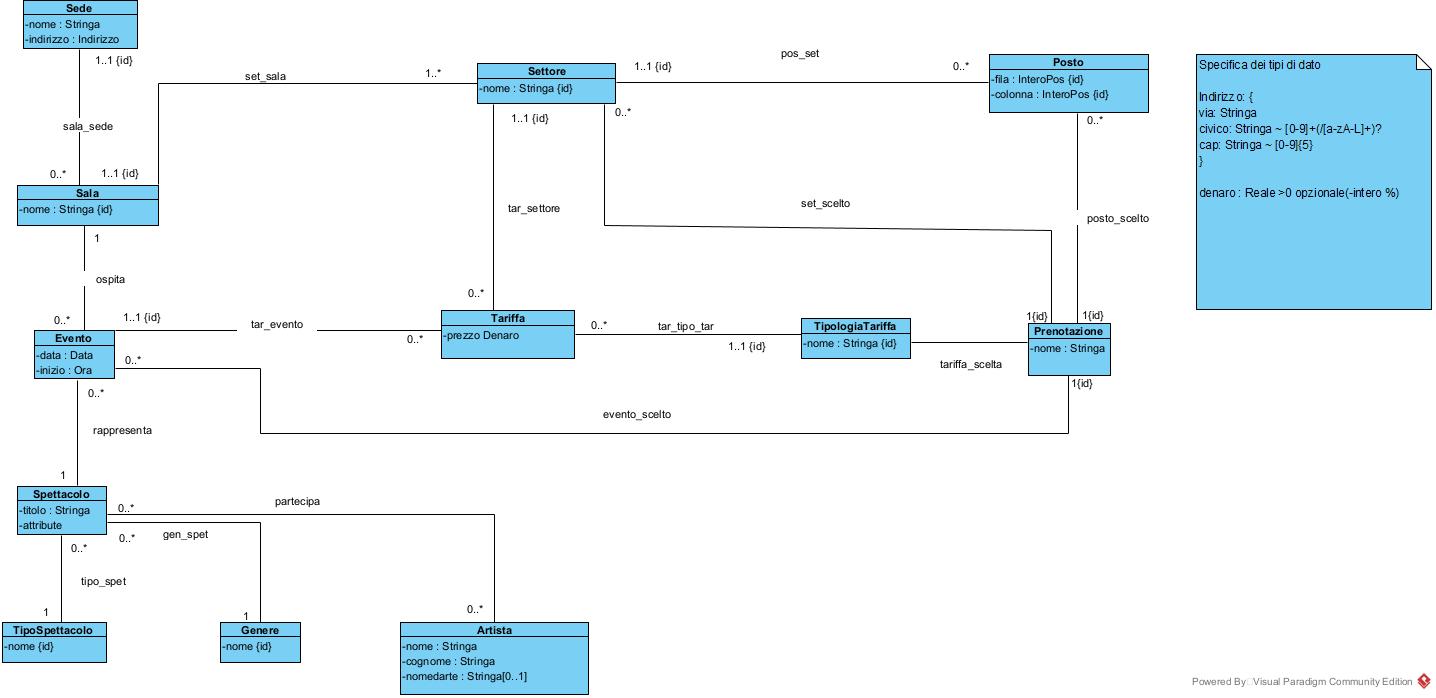 Sede
-nome : Stringa
-indirizzo : Indirizzo
1..1 {id}
sala_sede
0..*
1..1 {id}
Sala
-nome : Stringa {id}
set_sala
1..*
Settore
-nome : Stringa {id}
1..1 {id}
pos_set
0..*
Posto
-fila : InteroPos {id}
-colonna : InteroPos {id}
0..*
1..1 {id}
0..*
Specifica dei tipi di dato
Indirizzo: {
via: Stringa
civico: Stringa ~ [0-9]+(/[a-zA-L]+)?
cap: Stringa ~ [0-9]{5}
}
denaro : Reale >0 opzionale(-intero %)
tar_settore
set_scelto
posto_scelto
1
ospita
0..*
1..1 {id}
tar_evento
0..*
0..*
Evento
-data : Data
-inizio : Ora
0..*
Tariffa
-prezzo Denaro
0..*
tar_tipo_tar
1..1 {id}
TipologiaTariffa
-nome : Stringa {id}
tariffa_scelta
1{id}
1{id}
Prenotazione
-nome : Stringa
1{id}
evento_scelto
0..*
rappresenta
1
Spettacolo
-titolo : Stringa
-attribute
0..*
partecipa
0..*
gen_spet
0..*
tipo_spet
1
1
0..*
TipoSpettacolo
-nome {id}
Genere
-nome {id}
Artista
-nome : Stringa
-cognome : Stringa
-nomedarte : Stringa[0..1]
Powered By Visual Paradigm Community Edition